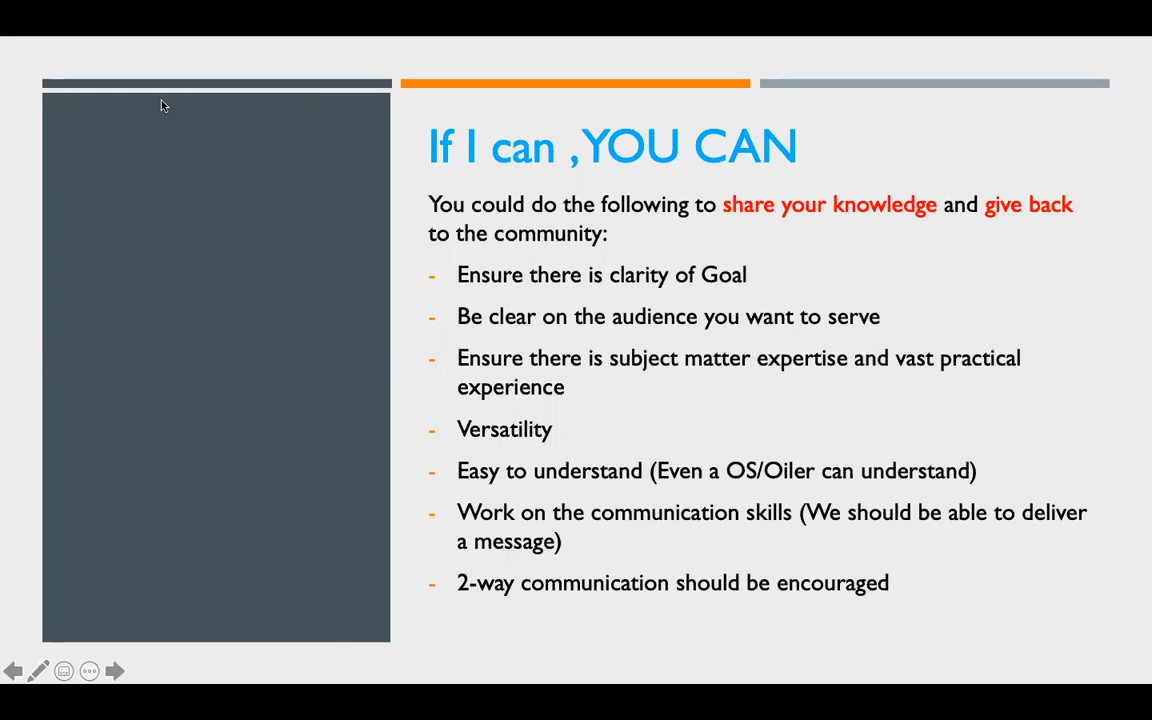 If I can ,YOU CAN
You could do the following to share your knowledge and give back
to the community:
- Ensure there is clarity of Goal
- Be clear on the audience you want to serve
- Ensure there is subject matter expertise and vast practical
experience
- Versatility
- Easy to understand (Even a OS/Oiler can understand)
- Work on the communication skills (We should be able to deliver
a message)
- 2-way communication should be encouraged